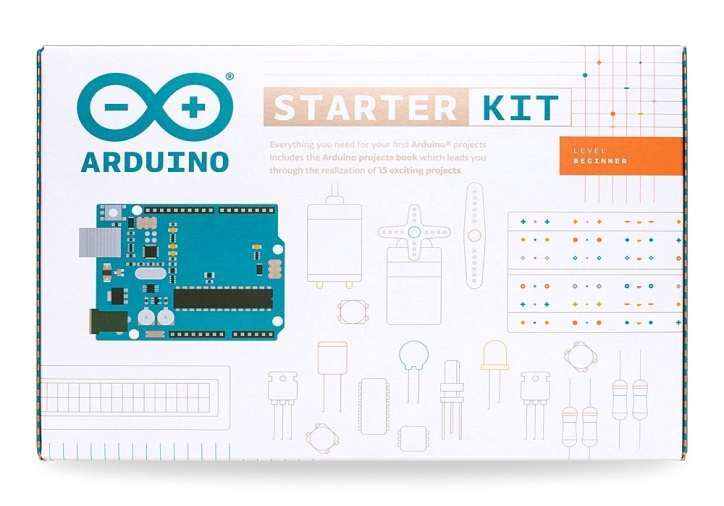 ARDUINO
STARTER KIT
Everything you need for your first Arduino® projects
Includes the Arduino projects book which leads you
through the realization of 15 exciting projects.
LEVEL
BEGINNER